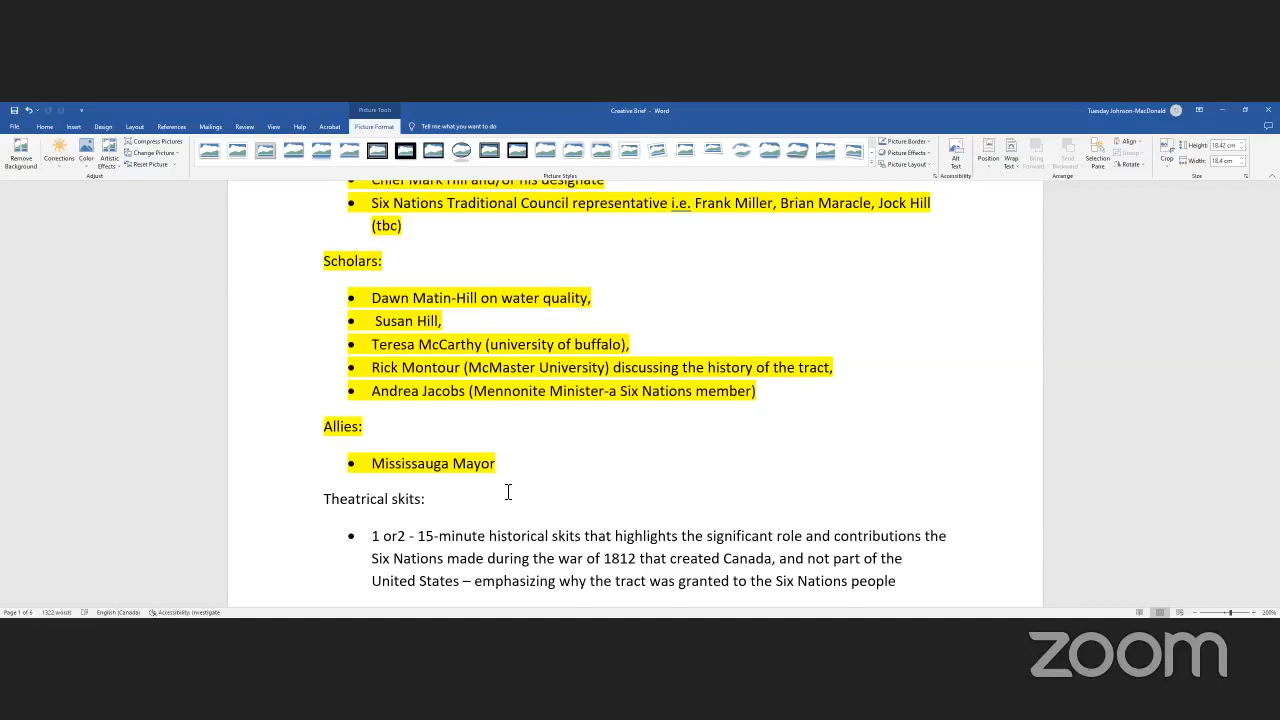 Picture Tools
Creative Brief - Word
Tuesday Johnson-MacDonald
File Home Insert Design Layout References Mailings Review View Help Acrobat Picture Format Tell me what you want to do
Remove Background
Corrections
Color
Artistic Effects
Compress Pictures
Change Picture
Reset Picture
Picture Border
Picture Effects
Picture Layout
Alt Text
Position
Wrap Text
Bring Forward
Send Backward
Selection Pane
Align
Group
Rotate
Crop
Height: 18.42 cm
Width: 18.4 cm
Adjust
Picture Styles
Accessibility
Arrange
Size
• Chief Mark Hill and/or his designate
• Six Nations Traditional Council representative i.e. Frank Miller, Brian Maracle, Jock Hill
(tbc)
Scholars:
• Dawn Matin-Hill on water quality,
• Susan Hill,
• Teresa McCarthy (university of buffalo),
• Rick Montour (McMaster University) discussing the history of the tract,
• Andrea Jacobs (Mennonite Minister-a Six Nations member)
Allies:
• Mississauga Mayor
Theatrical skits:
• 1 or2 - 15-minute historical skits that highlights the significant role and contributions the
Six Nations made during the war of 1812 that created Canada, and not part of the
United States – emphasizing why the tract was granted to the Six Nations people
Page 1 of 6 1322 words English (Canada) Accessibility: Investigate 200%
zoom